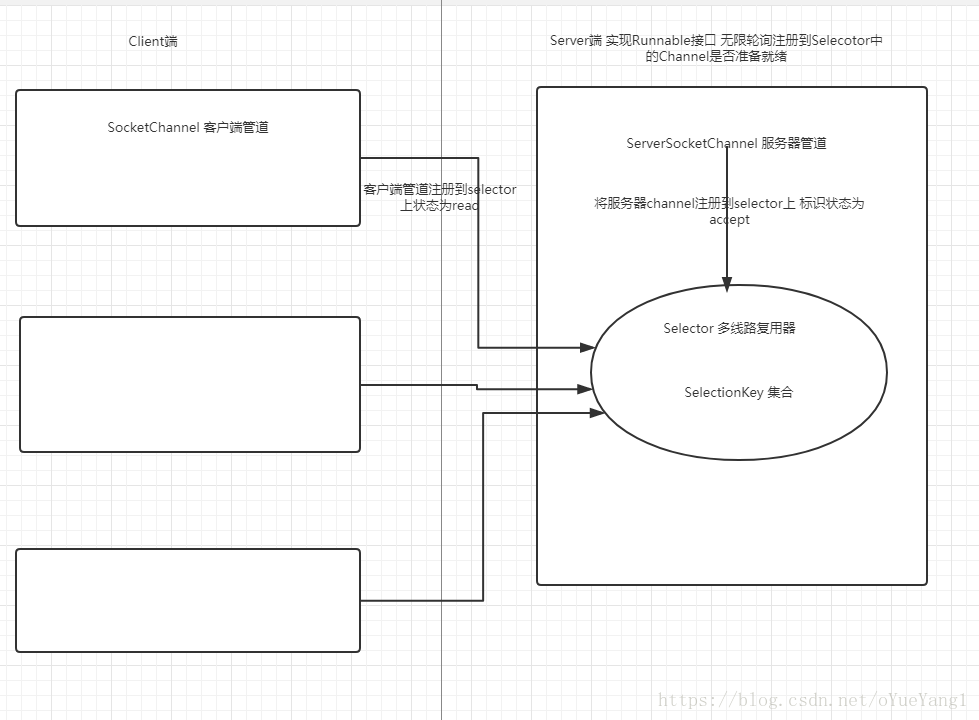 Client端
Server端 实现Runnable接口 无限轮询注册到Selecotor中
的Channel是否准备就绪
SocketChannel 客户端管道
客户端管道注册到selector
上状态为read
ServerSocketChannel 服务器管道
将服务器channel注册到selector上 标识状态为
accept
Selector 多线路复用器
SelectionKey 集合
https://blog.csdn.net/oYueYang1